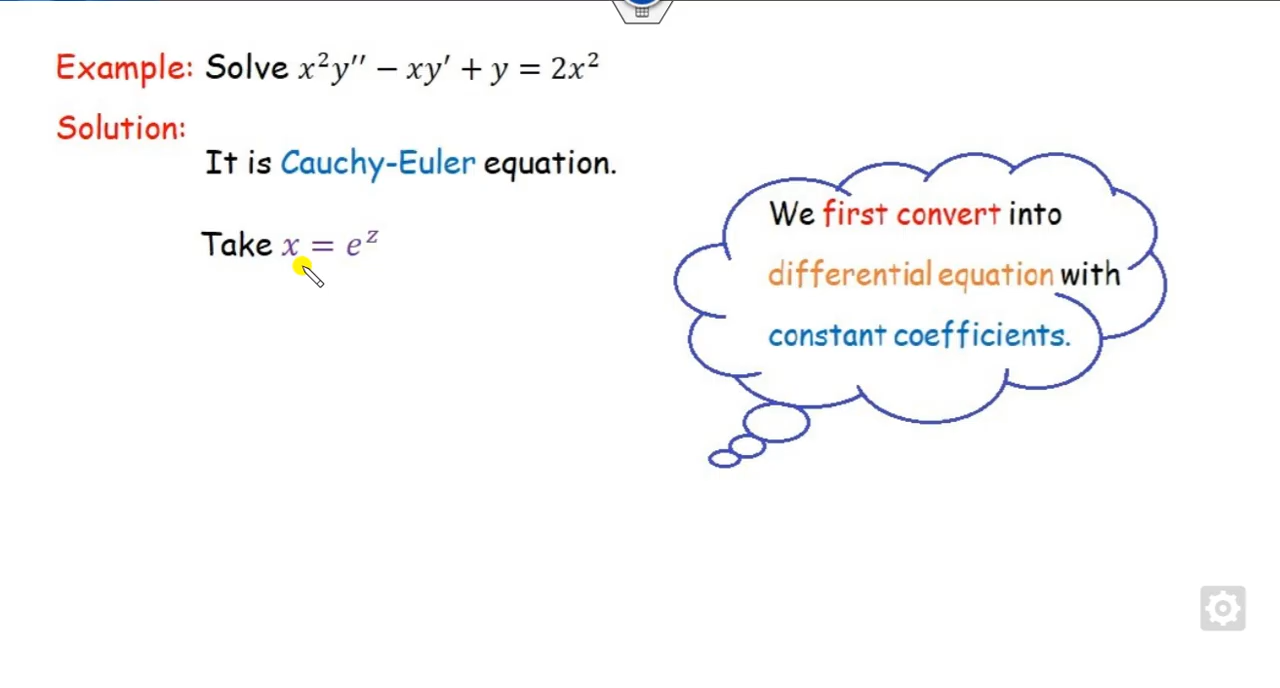 Example: Solve x²y′′ − xy′ + y = 2x²
Solution:
It is Cauchy-Euler equation.
Take x = eᶻ
We first convert into
differential equation with
constant coefficients.